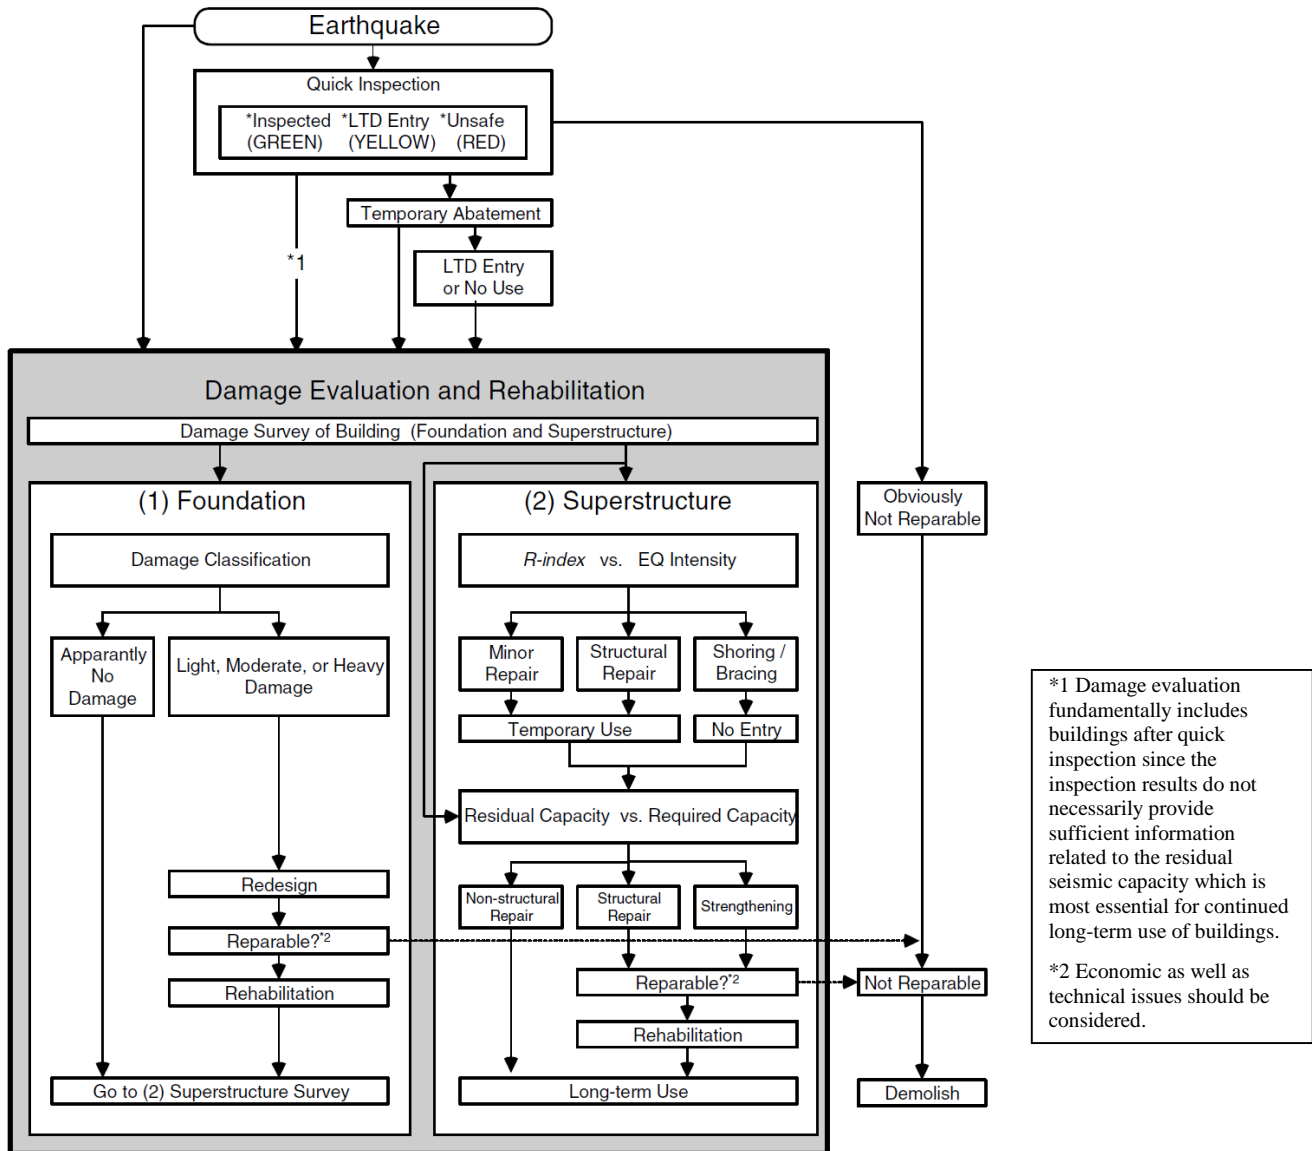 Earthquake
Quick Inspection
*Inspected *LTD Entry *Unsafe
(GREEN) (YELLOW) (RED)
Temporary Abatement
*1
LTD Entry
or No Use
Damage Evaluation and Rehabilitation
Damage Survey of Building (Foundation and Superstructure)
(1) Foundation
Damage Classification
Apparantly
No
Damage
Light, Moderate, or Heavy
Damage
Redesign
Reparable?*2
Rehabilitation
Go to (2) Superstructure Survey
(2) Superstructure
R-index vs. EQ Intensity
Minor
Repair
Structural
Repair
Shoring /
Bracing
Temporary Use
No Entry
Residual Capacity vs. Required Capacity
Non-structural
Repair
Structural
Repair
Strengthening
Reparable?*2
Rehabilitation
Long-term Use
Obviously
Not Reparable
Not Reparable
Demolish
*1 Damage evaluation
fundamentally includes
buildings after quick
inspection since the
inspection results do not
necessarily provide
sufficient information
related to the residual
seismic capacity which is
most essential for continued
long-term use of buildings.
*2 Economic as well as
technical issues should be
considered.